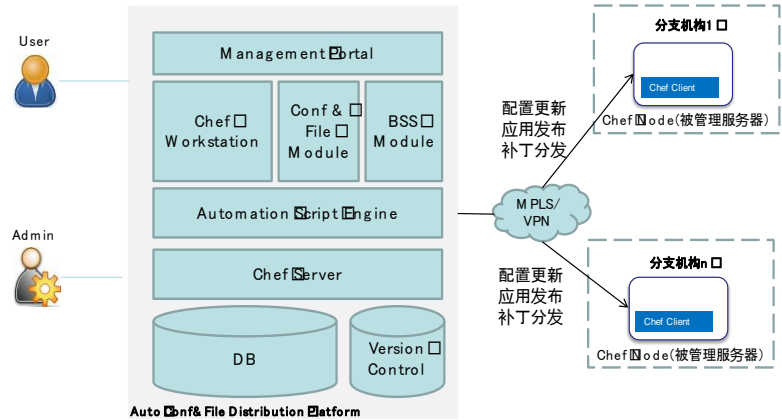 User
Admin
Management Portal
Chef
Workstation
Conf &
File
Module
BSS
Module
Automation Script Engine
Chef Server
DB
Version
Control
Auto Conf& File Distribution Platform
配置更新
应用发布
补丁分发
MPLS/
VPN
配置更新
应用发布
补丁分发
分支机构1
Chef Client
Chef Node(被管理服务器)
分支机构n
Chef Client
Chef Node(被管理服务器)